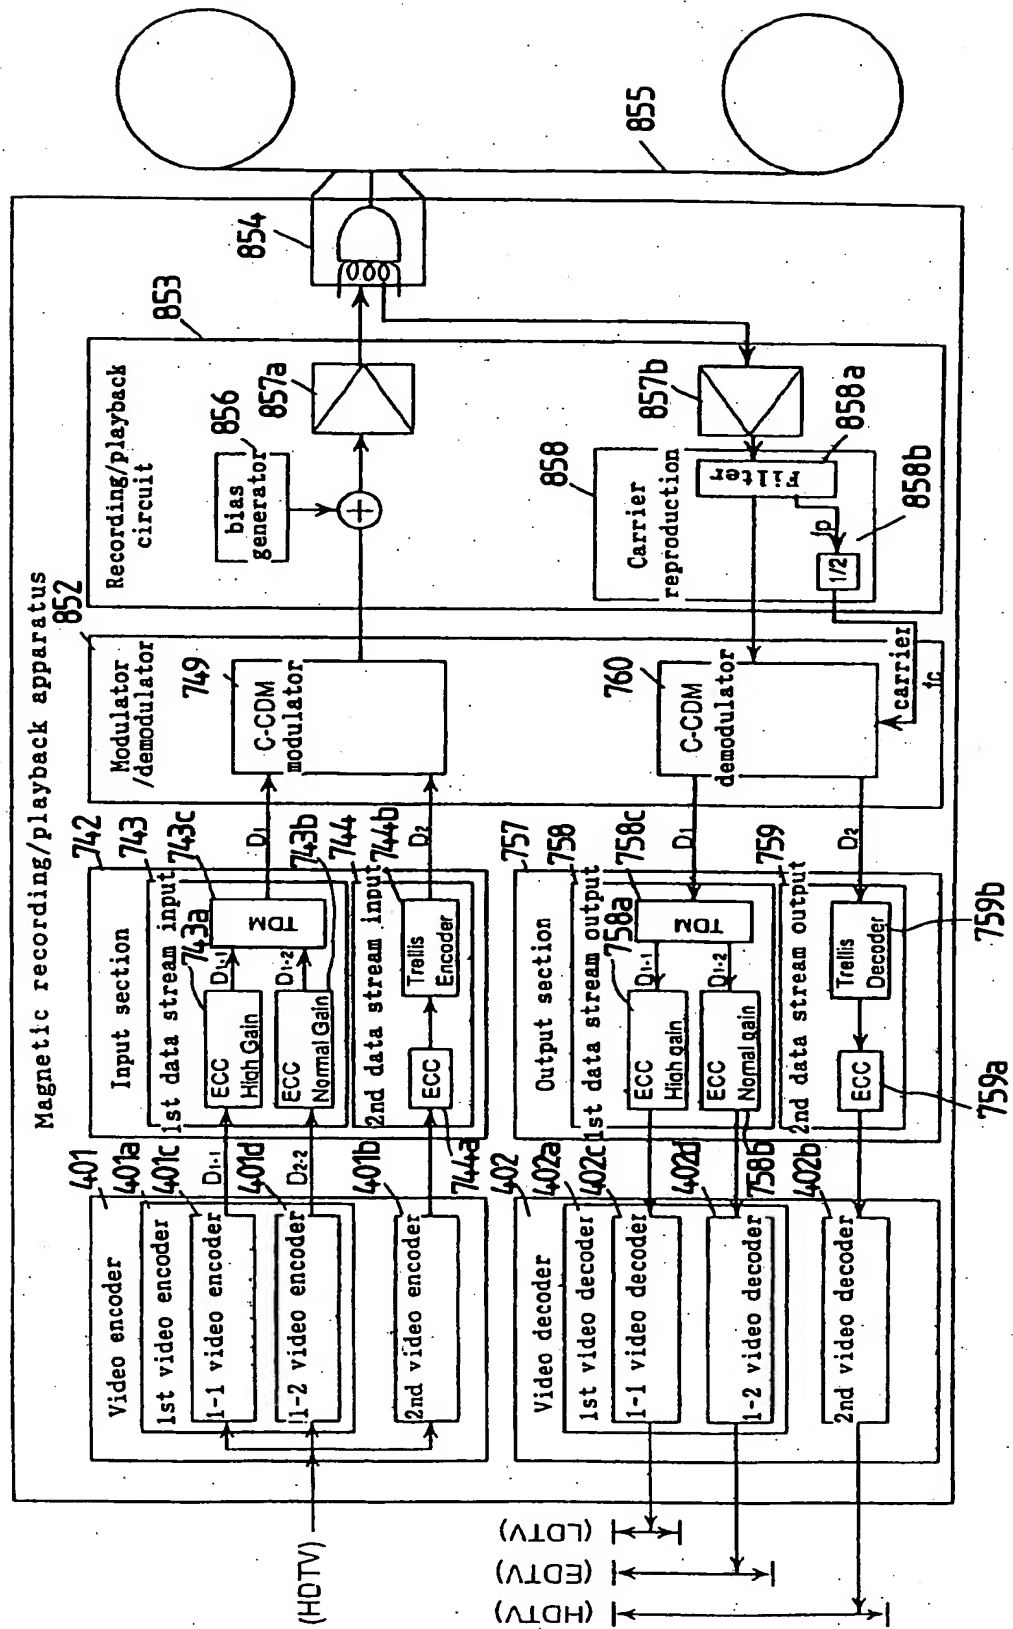 Magnetic recording/playback apparatus
401
Video encoder
401a
1st video encoder
401c
1-1 video encoder
401d
1-2 video encoder
401b
2nd video encoder
(HDTV)
D1-1
D2-2
742
Input section
743
1st data stream input
743a
ECC
High Gain
743b
ECC
Normal Gain
D1-1
D1-2
743c
TDM
744
2nd data stream input
744a
ECC
744b
Trellis
Encoder
D1
D2
852
Modulator
/demodulator
749
C-CDM
modulator
853
Recording/playback
circuit
856
bias
generator
+
857a
854
855
857b
858
Carrier
reproduction
858a
Filter
fp
858b
1/2
carrier
fc
760
C-CDM
demodulator
D1
D2
757
Output section
758
1st data stream output
758c
TDM
D1-1
D1-2
758a
ECC
High gain
758b
ECC
Normal gain
759
2nd data stream output
759b
Trellis
Decoder
759a
ECC
402
Video decoder
402a
1st video decoder
402c
1-1 video decoder
402d
1-2 video decoder
402b
2nd video decoder
(LDTV)
(EDTV)
(HDTV)